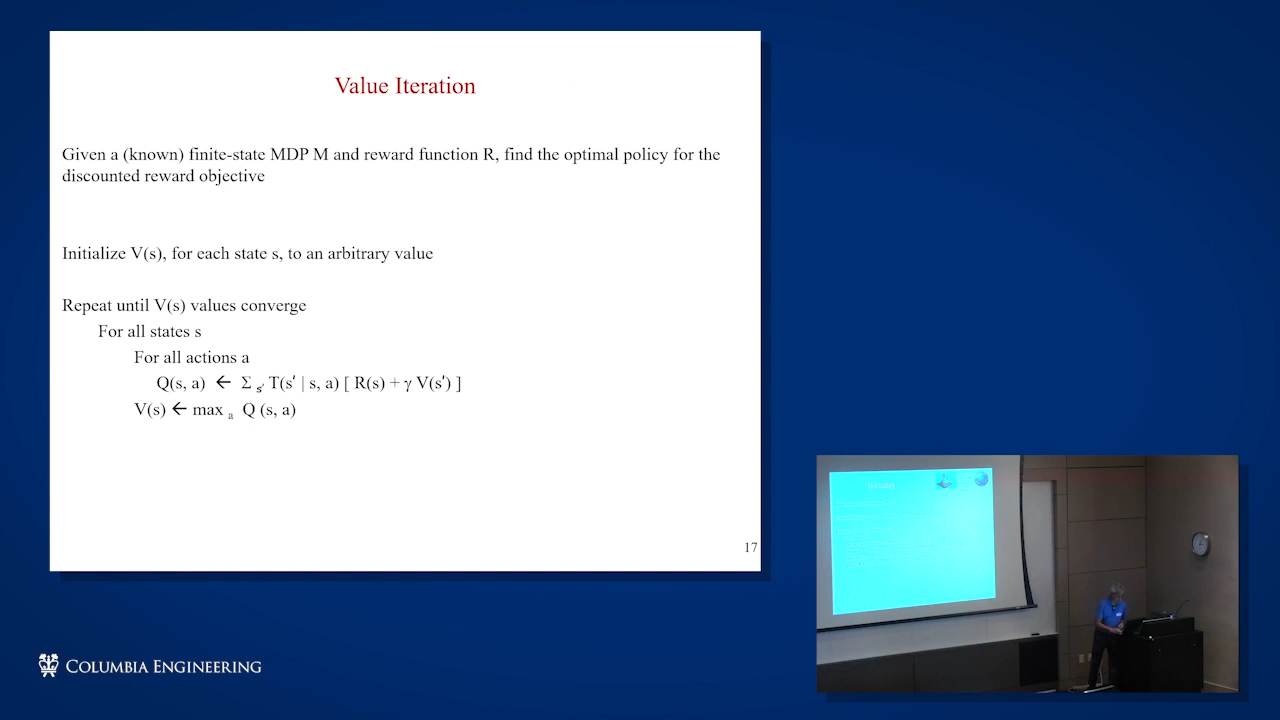 Value Iteration
Given a (known) finite-state MDP M and reward function R, find the optimal policy for the
discounted reward objective
Initialize V(s), for each state s, to an arbitrary value
Repeat until V(s) values converge
For all states s
For all actions a
Q(s, a) ← Σ s′ T(s′ | s, a) [ R(s) + γ V(s′) ]
V(s) ← max a Q (s, a)
17
COLUMBIA ENGINEERING